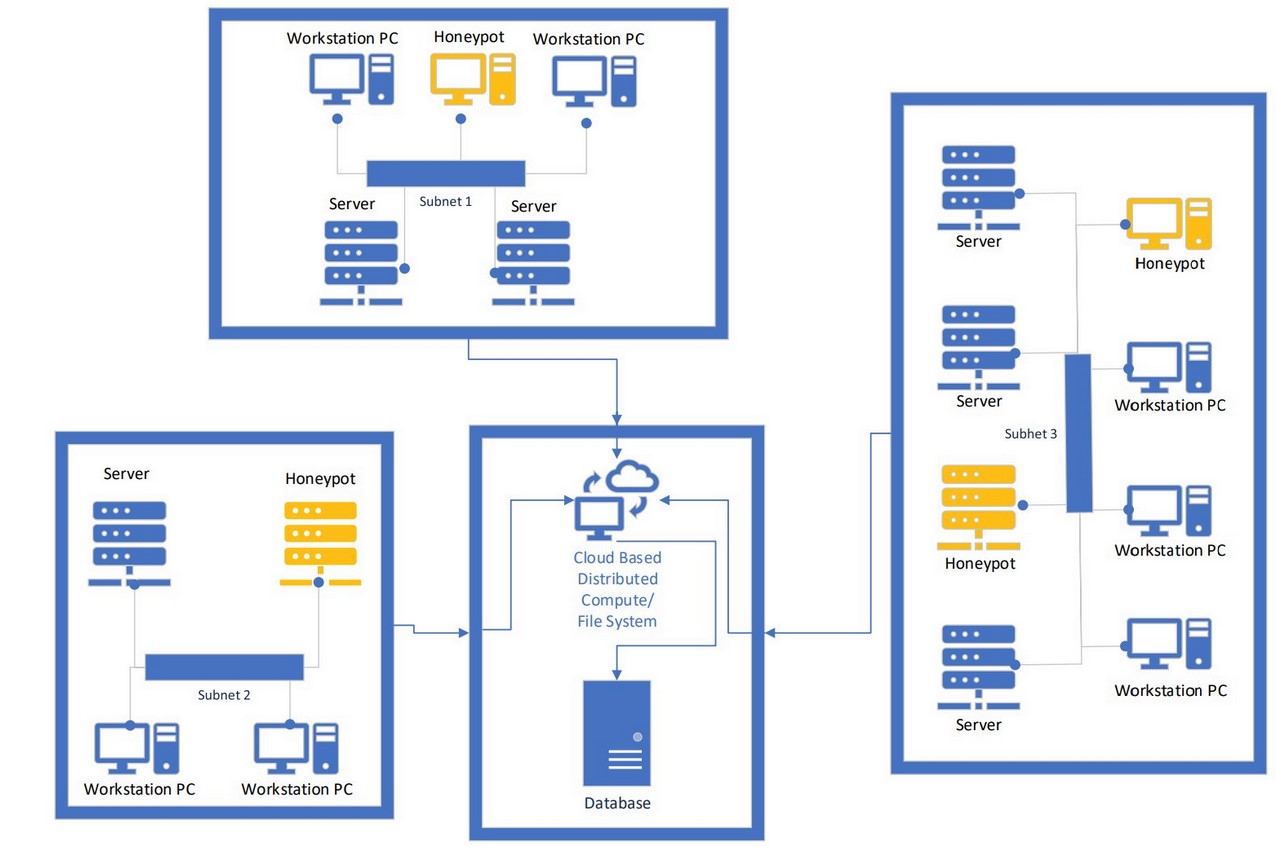 Workstation PC
Honeypot
Workstation PC
Subnet 1
Server
Server
Server
Honeypot
Server
Workstation PC
Subhet 3
Honeypot
Workstation PC
Server
Workstation PC
Server
Honeypot
Subnet 2
Workstation PC
Workstation PC
Cloud Based
Distributed
Compute/
File System
Database